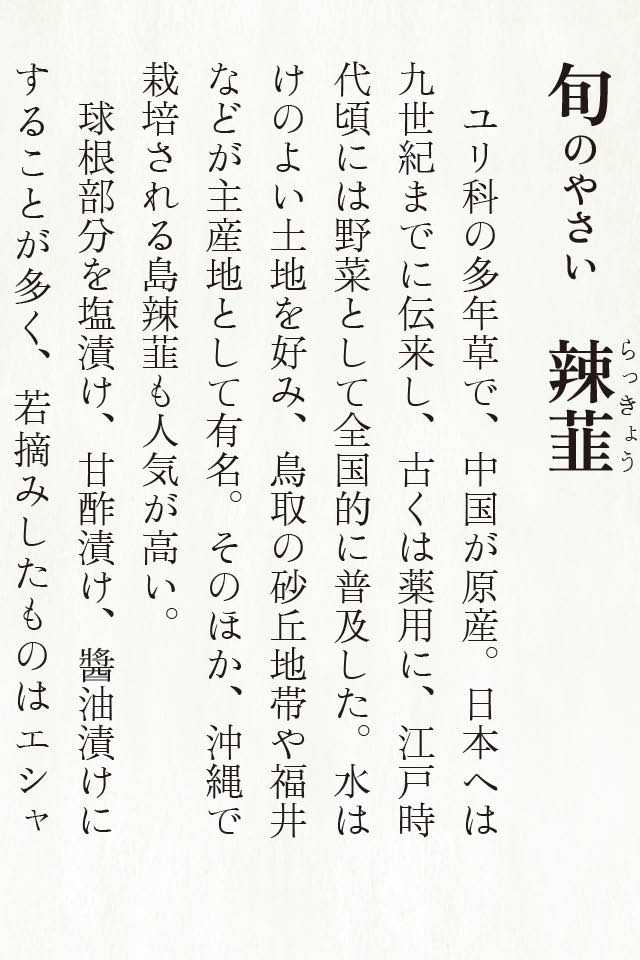 旬のやさい　辣韮
らっきょう
　ユリ科の多年草で、中国が原産。日本へは
九世紀までに伝来し、古くは薬用に、江戸時
代頃には野菜として全国的に普及した。水は
けのよい土地を好み、鳥取の砂丘地帯や福井
などが主産地として有名。そのほか、沖縄で
栽培される島辣韮も人気が高い。
　球根部分を塩漬け、甘酢漬け、醬油漬けに
することが多く、若摘みしたものはエシャ